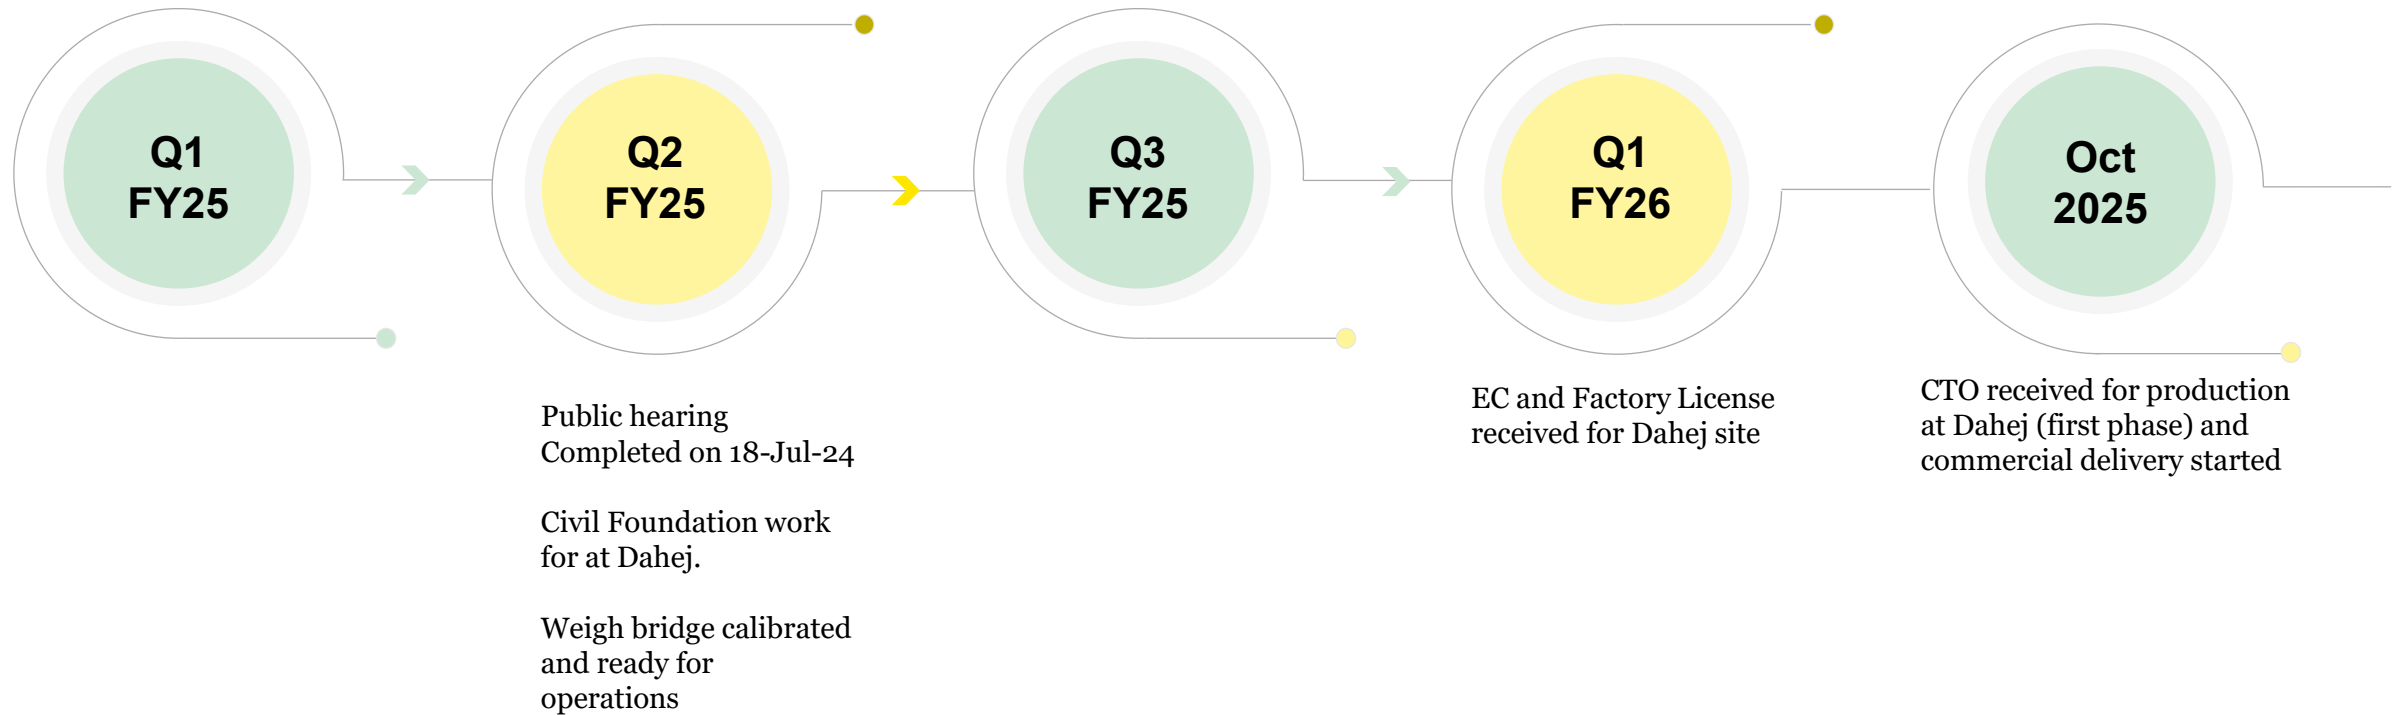 Q1
FY25
Q2
FY25
Q3
FY25
Q1
FY26
Oct
2025
Public hearing
Completed on 18-Jul-24
Civil Foundation work
for at Dahej.
Weigh bridge calibrated
and ready for
operations
EC and Factory License
received for Dahej site
CTO received for production
at Dahej (first phase) and
commercial delivery started